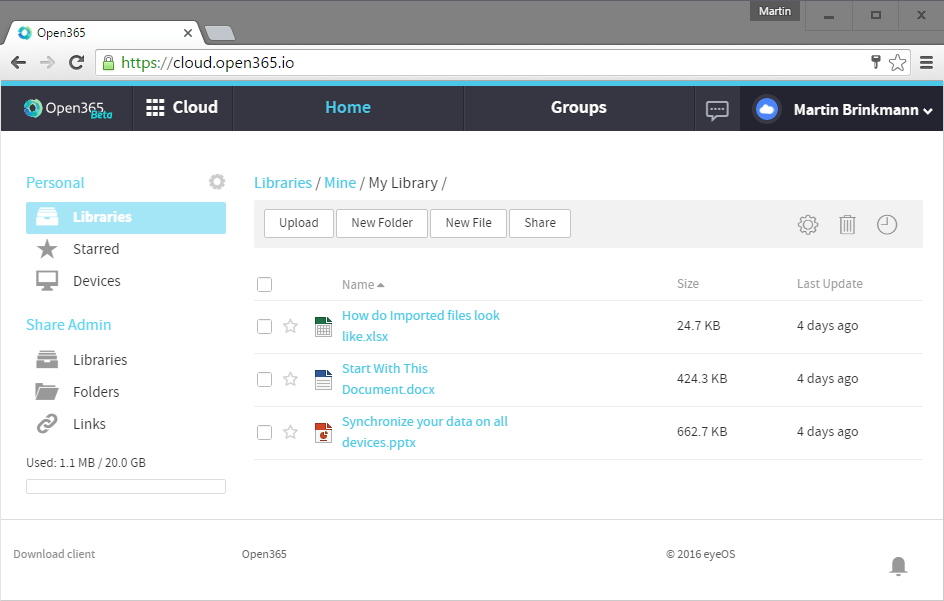 Martin
Open365
https://cloud.open365.io
Open365 Beta
Cloud
Home
Groups
Martin Brinkmann
Personal
Libraries
Starred
Devices
Share Admin
Libraries
Folders
Links
Used: 1.1 MB / 20.0 GB
Libraries / Mine / My Library /
Upload
New Folder
New File
Share
Name
Size
Last Update
How do Imported files look
like.xlsx
24.7 KB
4 days ago
Start With This
Document.docx
424.3 KB
4 days ago
Synchronize your data on all
devices.pptx
662.7 KB
4 days ago
Download client
Open365
© 2016 eyeOS